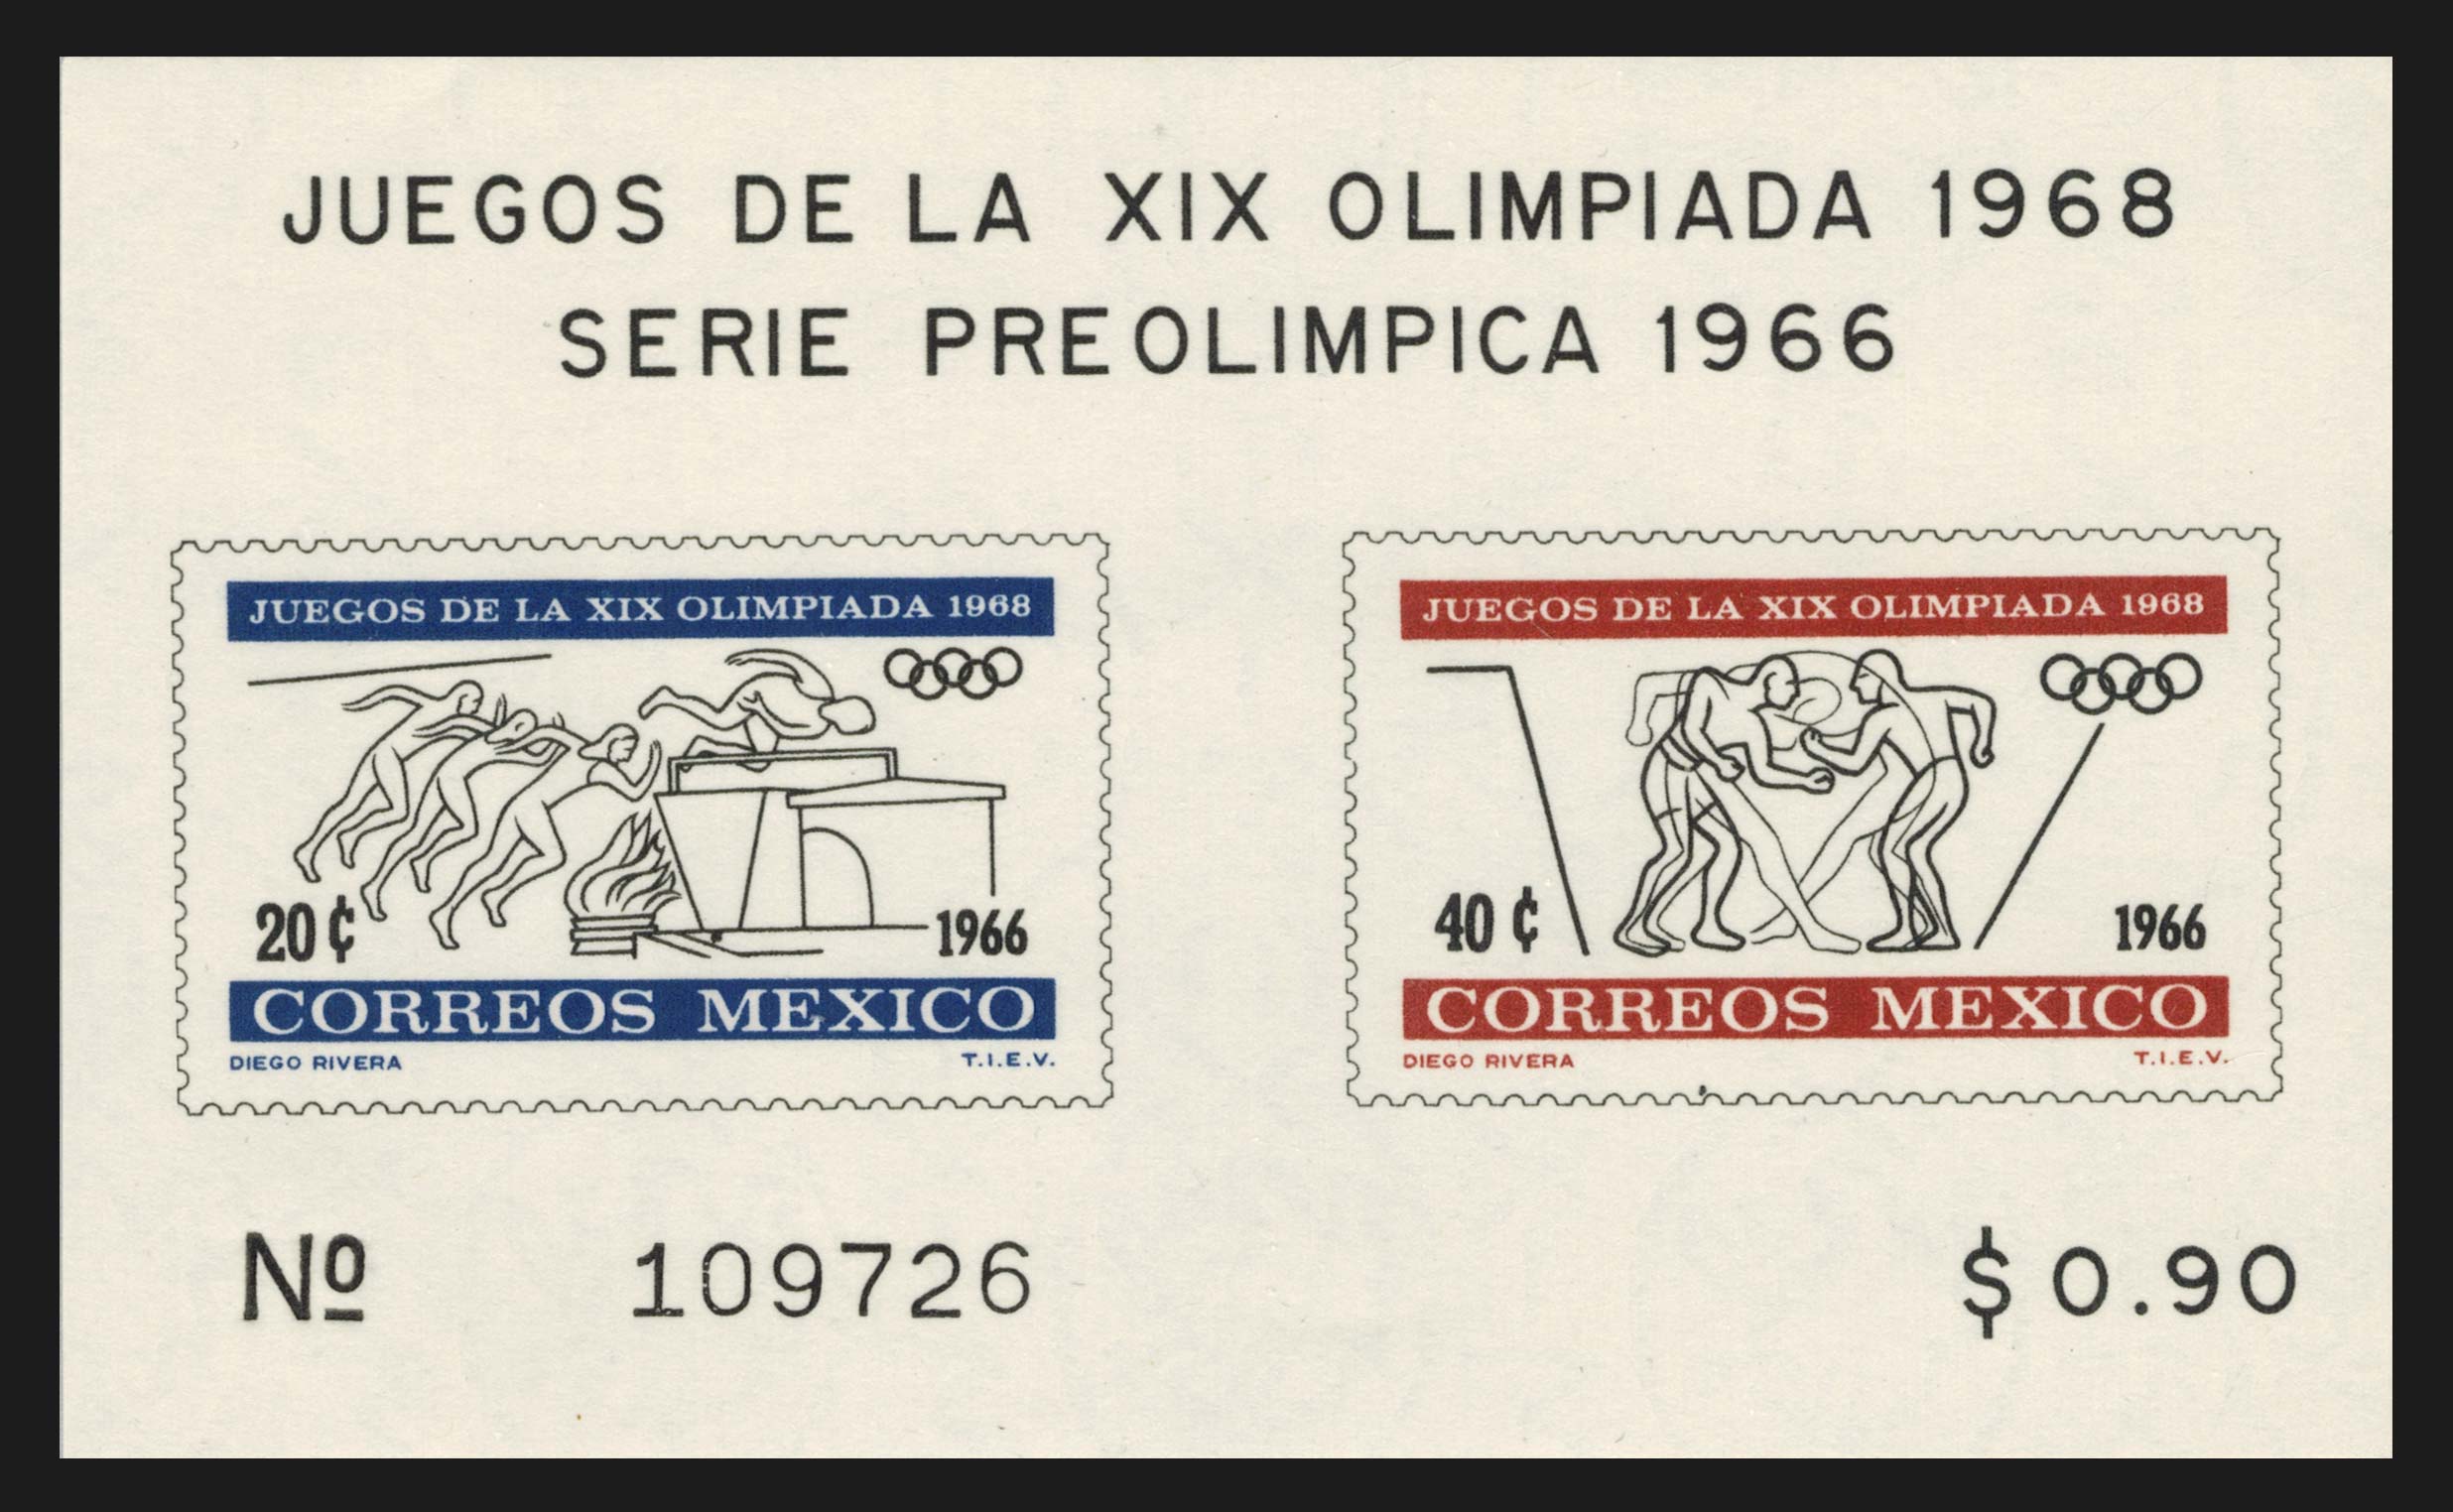 JUEGOS DE LA XIX OLIMPIADA 1968
SERIE PREOLIMPICA 1966
JUEGOS DE LA XIX OLIMPIADA 1968
20 ¢
1966
CORREOS MEXICO
DIEGO RIVERA T.I.E.V.
JUEGOS DE LA XIX OLIMPIADA 1968
40 ¢
1966
CORREOS MEXICO
DIEGO RIVERA T.I.E.V.
Nº 109726
$ 0.90